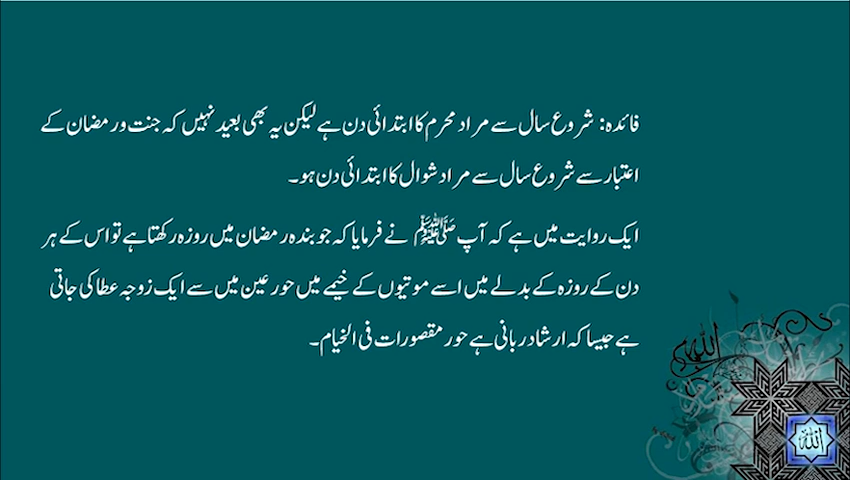 فائدہ: شروع سال سے مراد محرم کا ابتدائی دن ہے لیکن یہ بھی بعید نہیں کہ جنت و رمضان کے
اعتبار سے شروع سال سے مراد شوال کا ابتدائی دن ہو۔
ایک روایت میں ہے کہ آپ ﷺ نے فرمایا کہ جو بندہ رمضان میں روزہ رکھتا ہے تو اس کے ہر
دن کے روزہ کے بدلے میں اسے موتیوں کے خیمے میں حور عین میں سے ایک زوجہ عطا کی جاتی
ہے جیسا کہ ارشاد ربانی ہے حور مقصورات فی الخیام۔
الله
الله